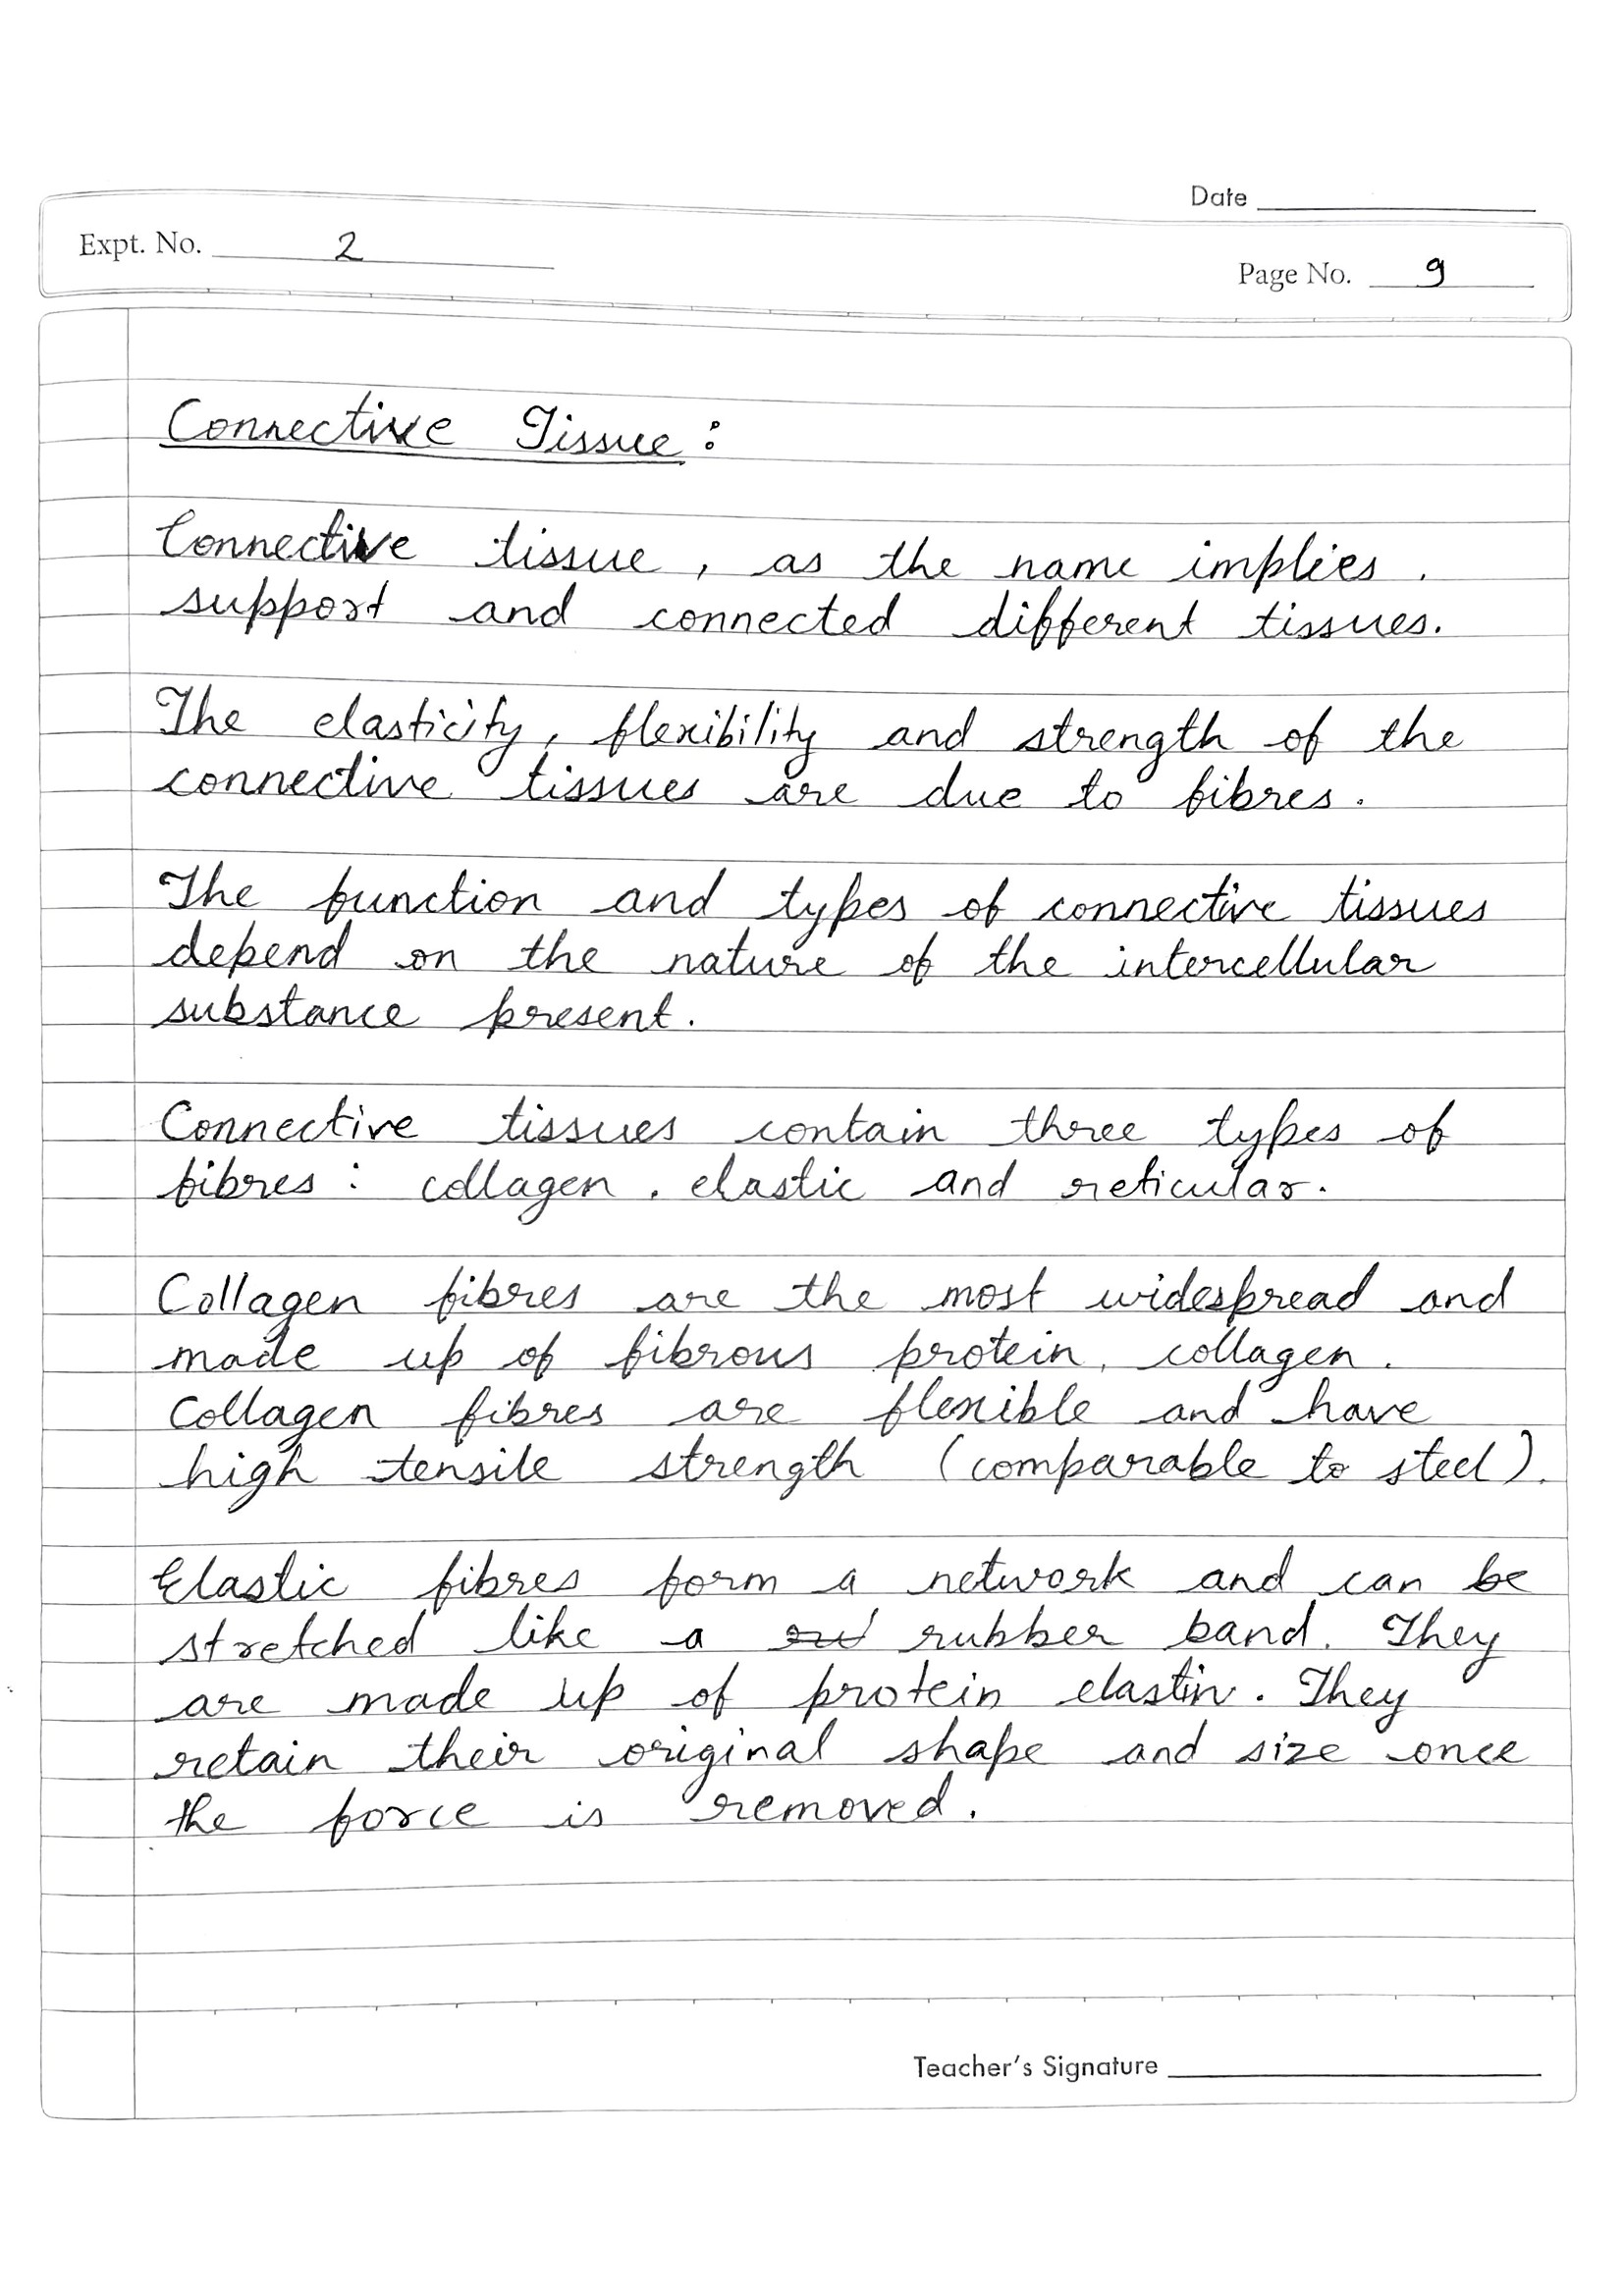 Date
Expt. No. 2
Page No. 9
Connective Tissue :
Connective tissue, as the name implies.
support and connected different tissues.
The elasticity, flexibility and strength of the
connective tissues are due to fibres.
The function and types of connective tissues
depend on the nature of the intercellular
substance present.
Connective tissues contain three types of
fibres : collagen, elastic and reticular.
Collagen fibres are the most widespread and
made up of fibrous protein, collagen.
Collagen fibres are flexible and have
high tensile strength (comparable to steel).
Elastic fibres form a network and can be
stretched like a rubber band. They
are made up of protein elastin. They
retain their original shape and size once
the force is removed.
Teacher's Signature